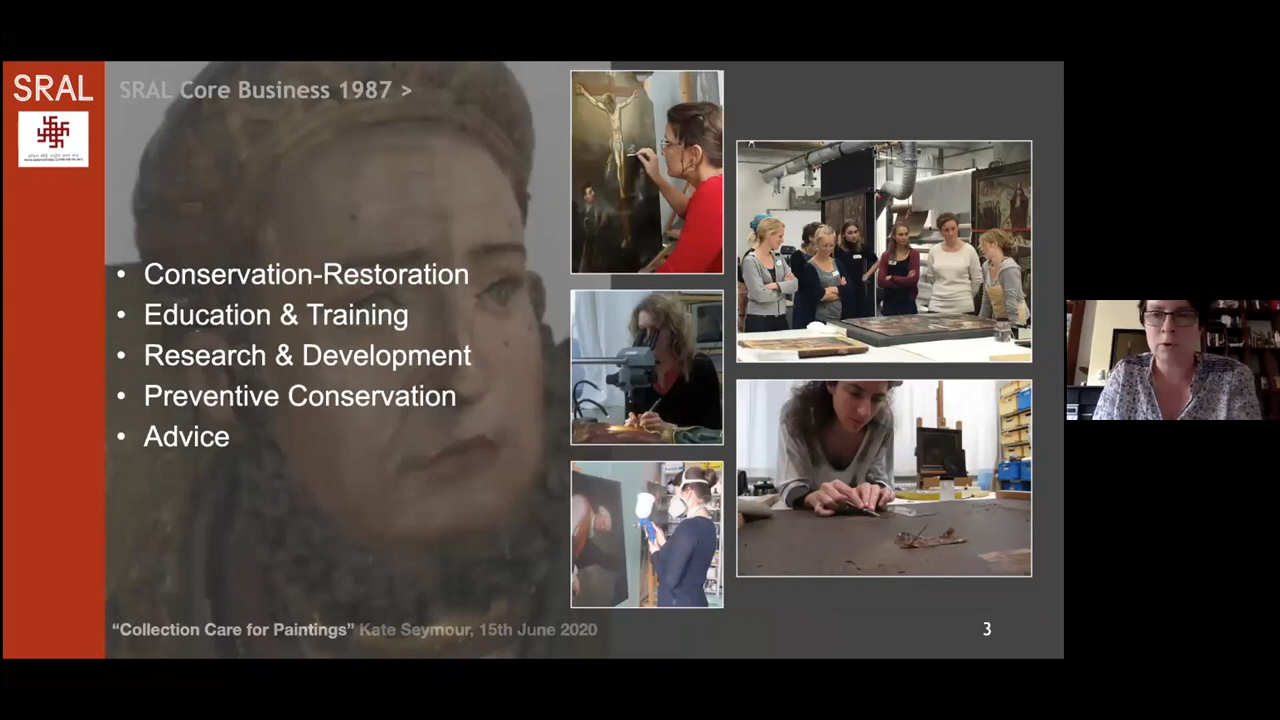 SRAL
SRAL Core Business 1987 >
• Conservation-Restoration
• Education & Training
• Research & Development
• Preventive Conservation
• Advice
“Collection Care for Paintings” Kate Seymour, 15th June 2020
3